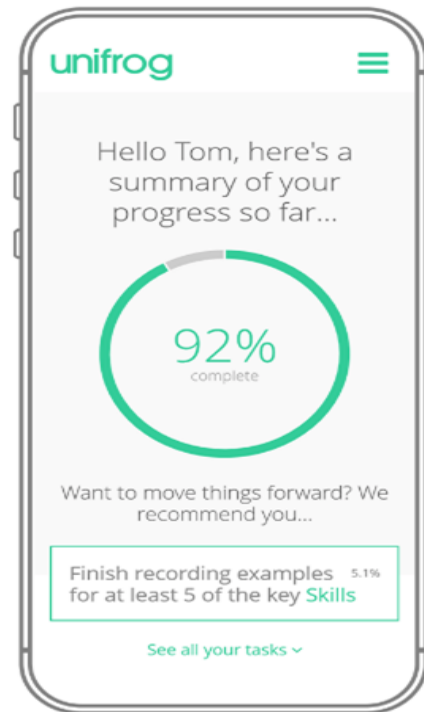 unifrog
Hello Tom, here's a
summary of your
progress so far...
92%
complete
Want to move things forward? We
recommend you...
Finish recording examples 5.1%
for at least 5 of the key Skills
See all your tasks